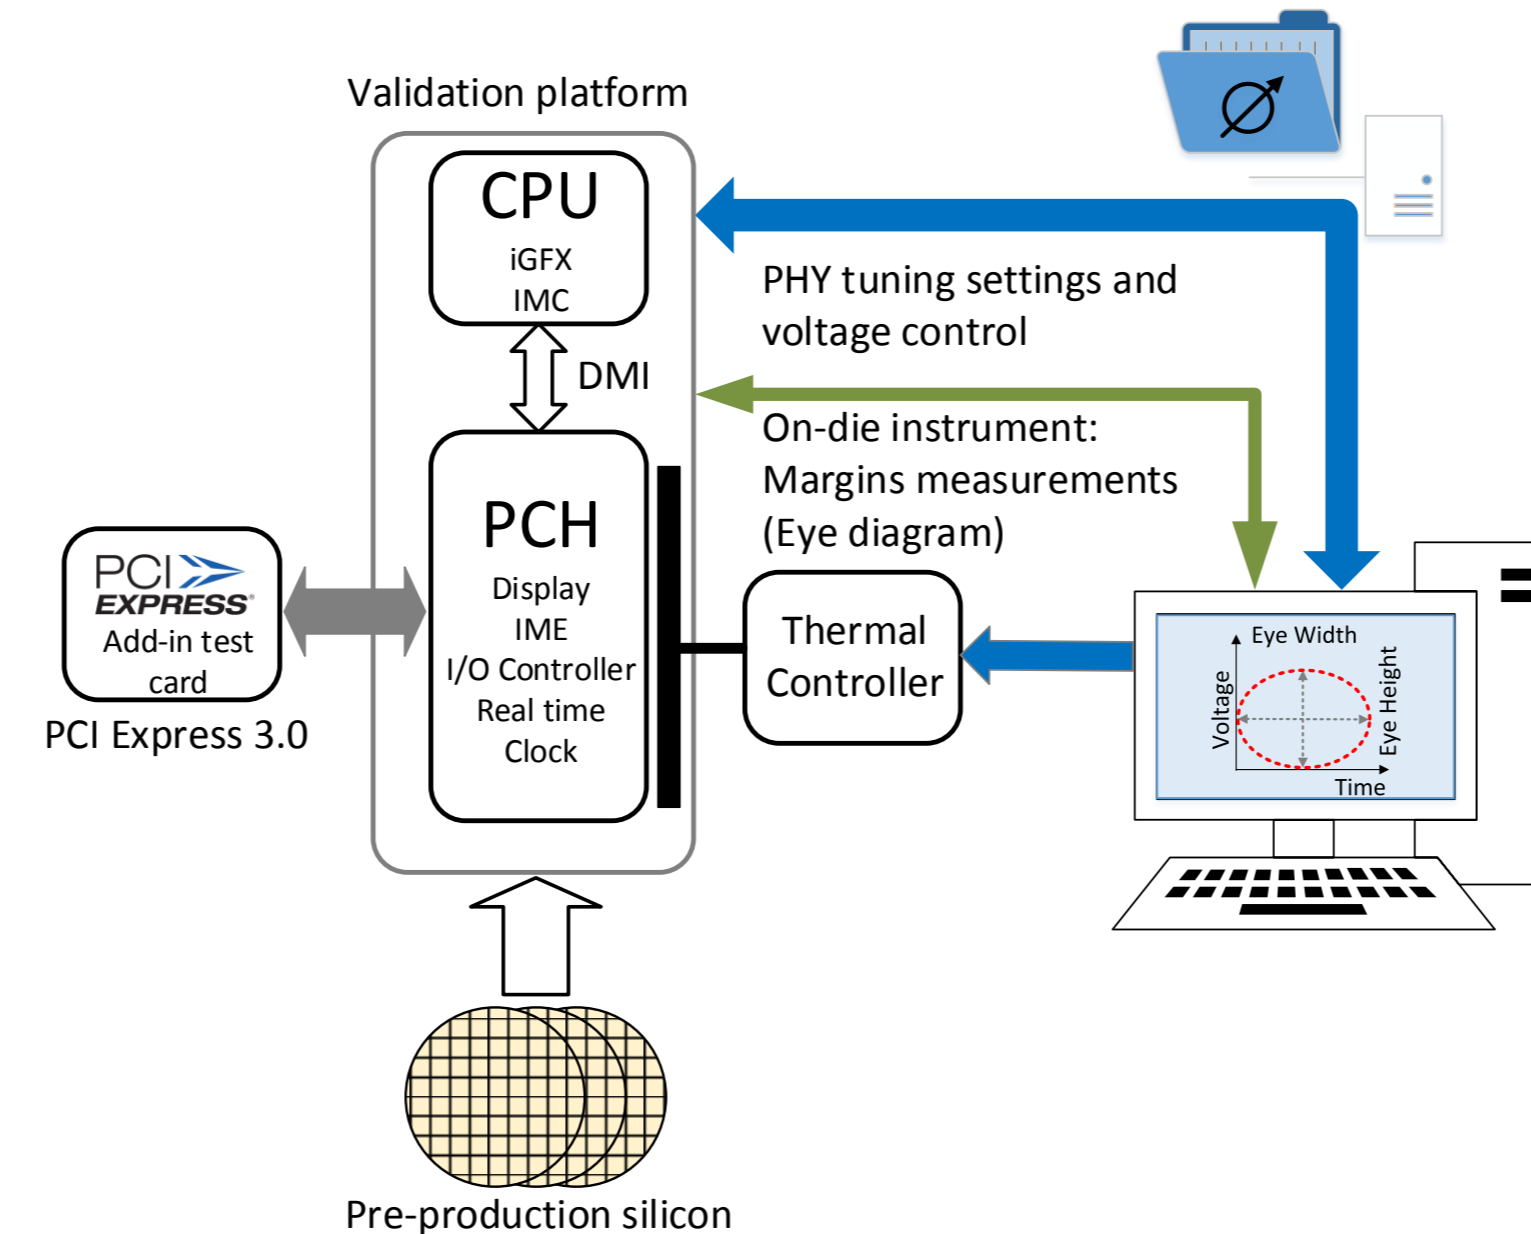 Validation platform
CPU
iGFX
IMC
DMI
PCH
Display
IME
I/O Controller
Real time
Clock
PCI
EXPRESS®
Add-in test
card
PCI Express 3.0
PHY tuning settings and
voltage control
On-die instrument:
Margins measurements
(Eye diagram)
Thermal
Controller
Eye Width
Voltage
Eye Height
Time
Pre-production silicon